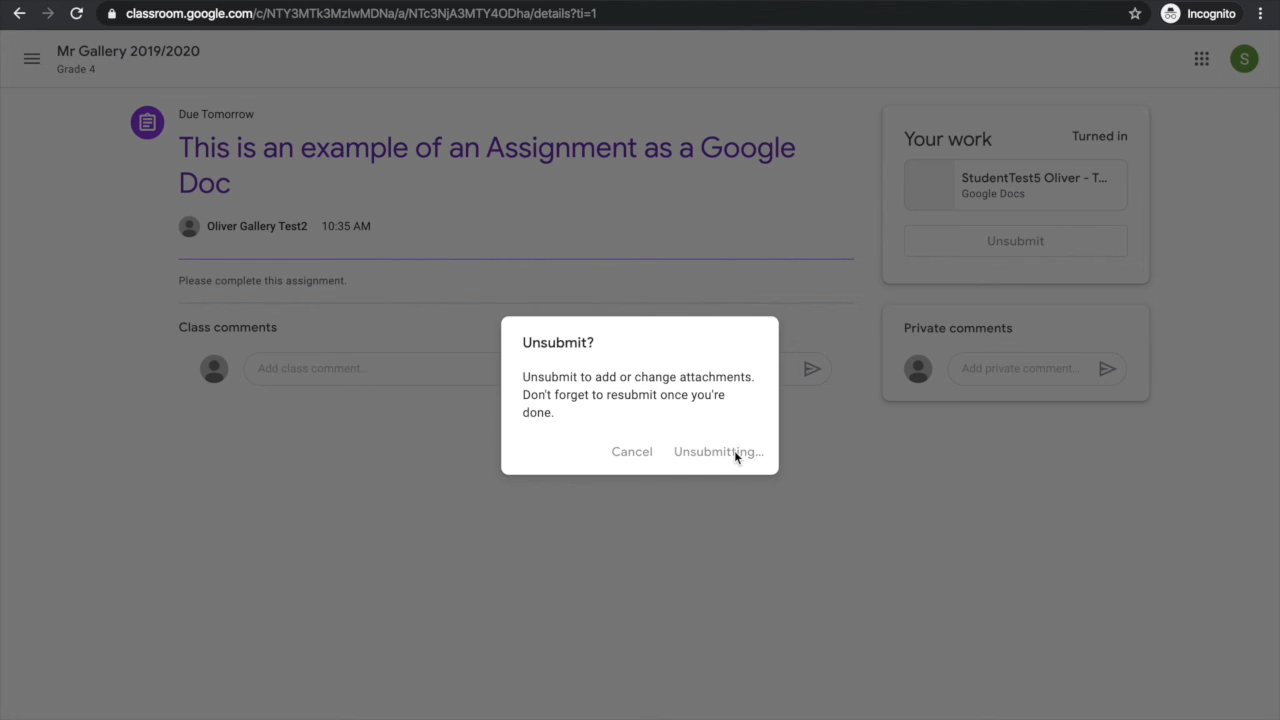 classroom.google.com/c/NTY3MTk3MzIwMDNa/a/NTc3NjA3MTY4ODha/details?ti=1
Incognito
Mr Gallery 2019/2020
Grade 4
S
Due Tomorrow
This is an example of an Assignment as a Google
Doc
Oliver Gallery Test2 10:35 AM
Please complete this assignment.
Class comments
Add class comment...
Your work
Turned in
StudentTest5 Oliver - T...
Google Docs
Unsubmit
Private comments
Add private comment...
Unsubmit?
Unsubmit to add or change attachments.
Don't forget to resubmit once you're
done.
Cancel
Unsubmitting...